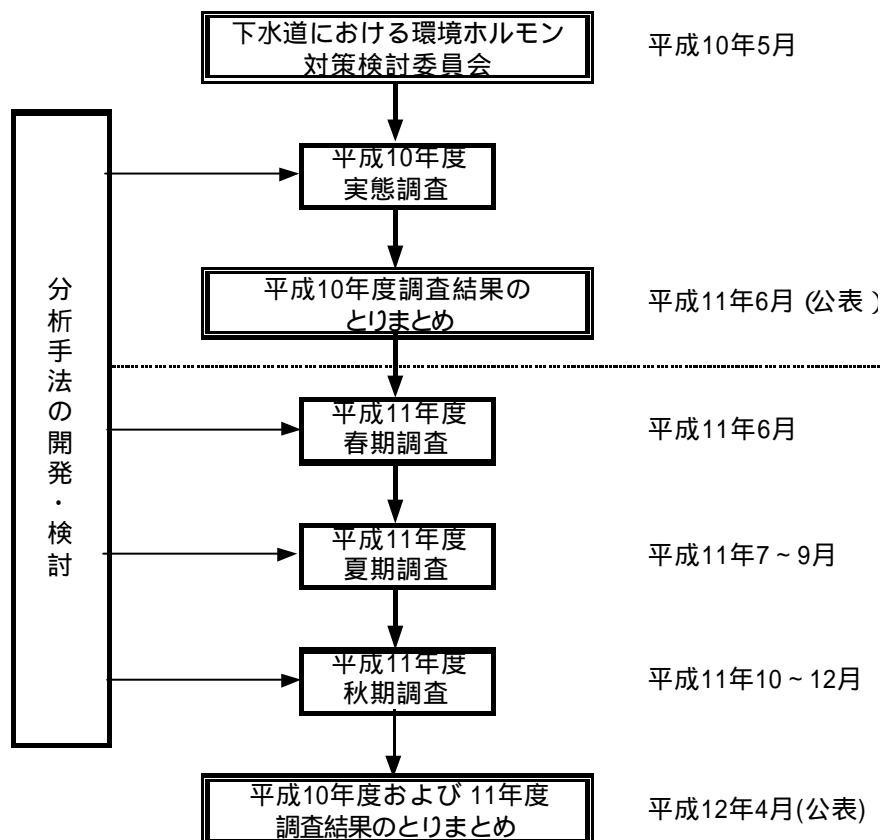 下水道における環境ホルモン
対策検討委員会
平成10年5月
平成10年度
実態調査
平成10年度調査結果の
とりまとめ
平成11年6月 (公表 )
分析手法の開発・検討
平成11年度
春期調査
平成11年6月
平成11年度
夏期調査
平成11年7~9月
平成11年度
秋期調査
平成11年10~12月
平成10年度および 11年度
調査結果のとりまとめ
平成12年4月(公表)